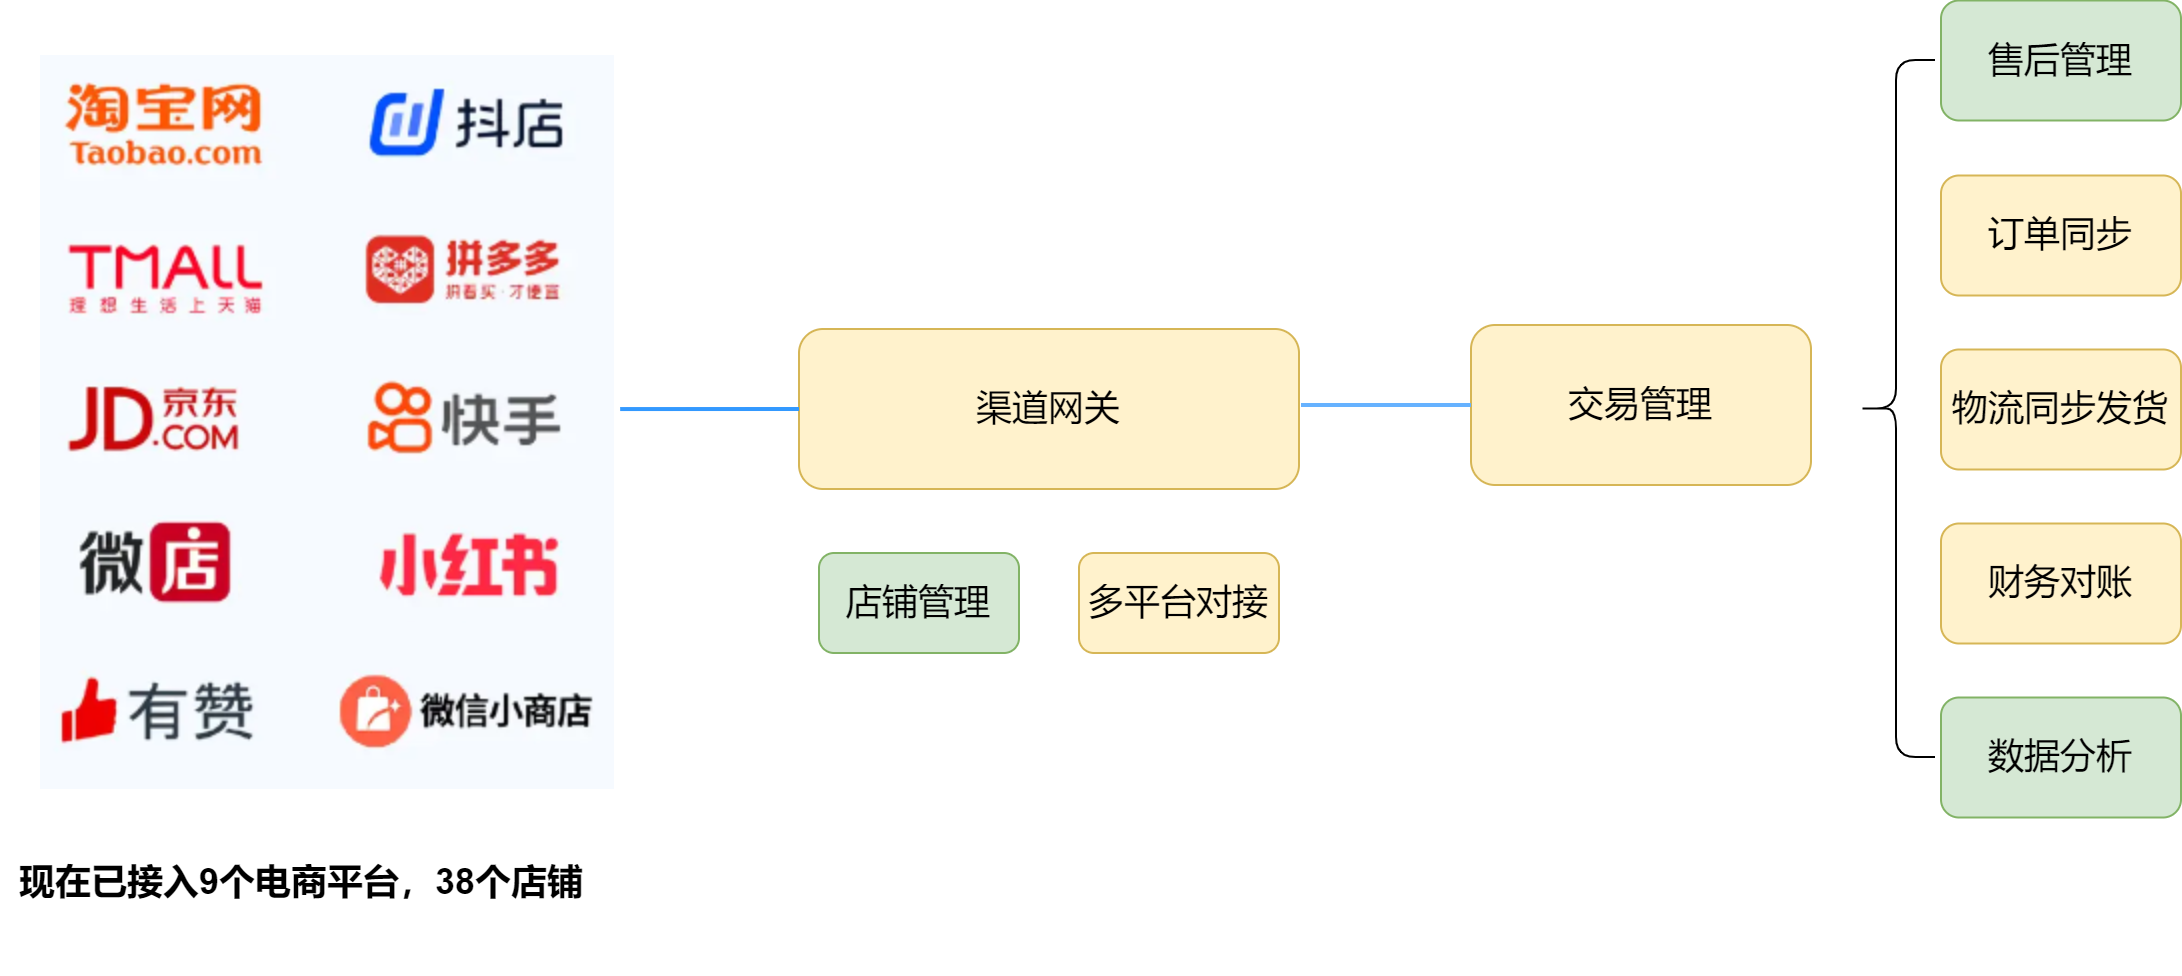 淘宝网
Taobao.com
抖店
TMALL
理想生活上天猫
拼多多
拼着买·才便宜
JD京东
.COM
快手
微店
小红书
有赞
微信小商店
现在已接入9个电商平台，38个店铺
渠道网关
店铺管理
多平台对接
交易管理
售后管理
订单同步
物流同步发货
财务对账
数据分析